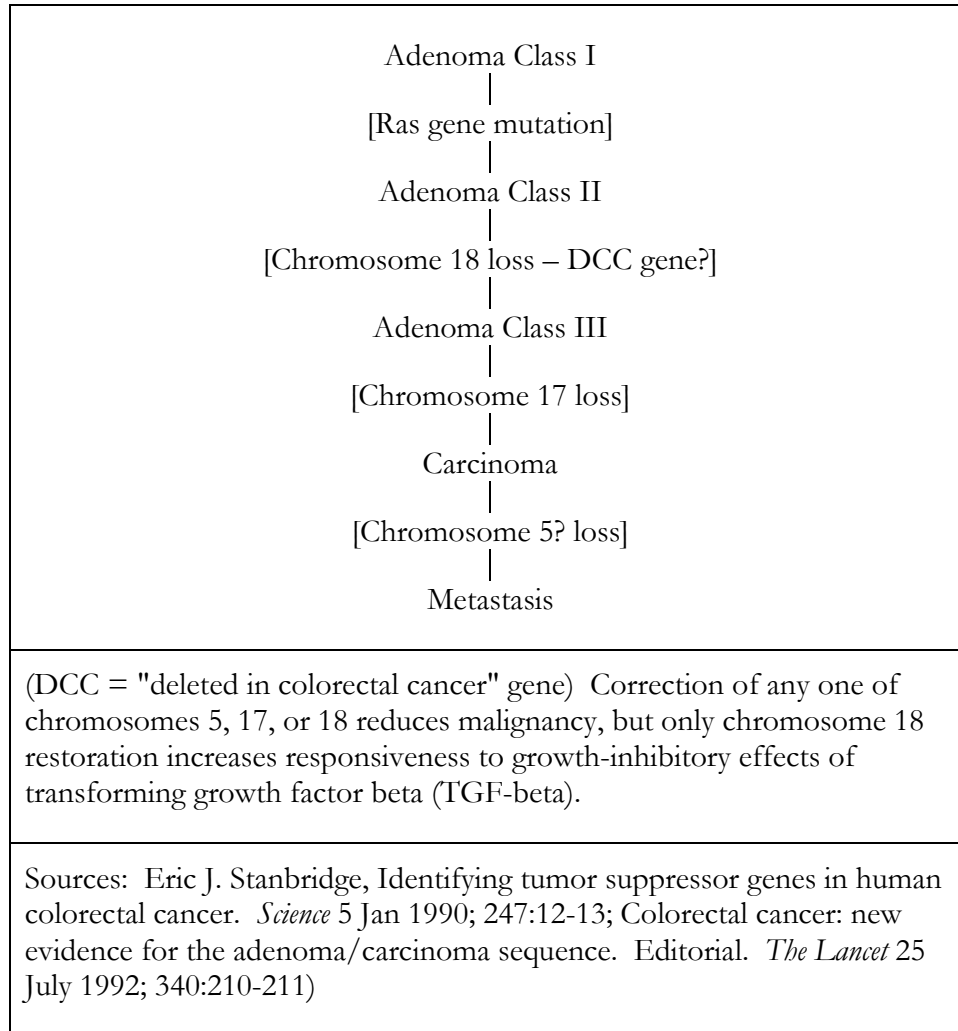 Adenoma Class I
[Ras gene mutation]
Adenoma Class II
[Chromosome 18 loss – DCC gene?]
Adenoma Class III
[Chromosome 17 loss]
Carcinoma
[Chromosome 5? loss]
Metastasis
(DCC = "deleted in colorectal cancer" gene)  Correction of any one of
chromosomes 5, 17, or 18 reduces malignancy, but only chromosome 18
restoration increases responsiveness to growth-inhibitory effects of
transforming growth factor beta (TGF-beta).
Sources:  Eric J. Stanbridge, Identifying tumor suppressor genes in human
colorectal cancer.  Science 5 Jan 1990; 247:12-13; Colorectal cancer: new
evidence for the adenoma/carcinoma sequence.  Editorial.  The Lancet 25
July 1992; 340:210-211)